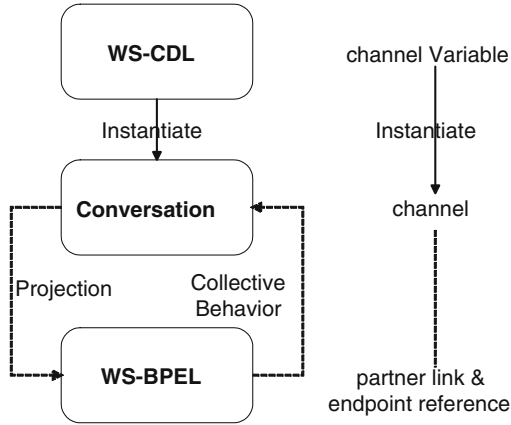 WS-CDL
channel Variable
Instantiate
Instantiate
Conversation
channel
Projection
Collective
Behavior
WS-BPEL
partner link &
endpoint reference